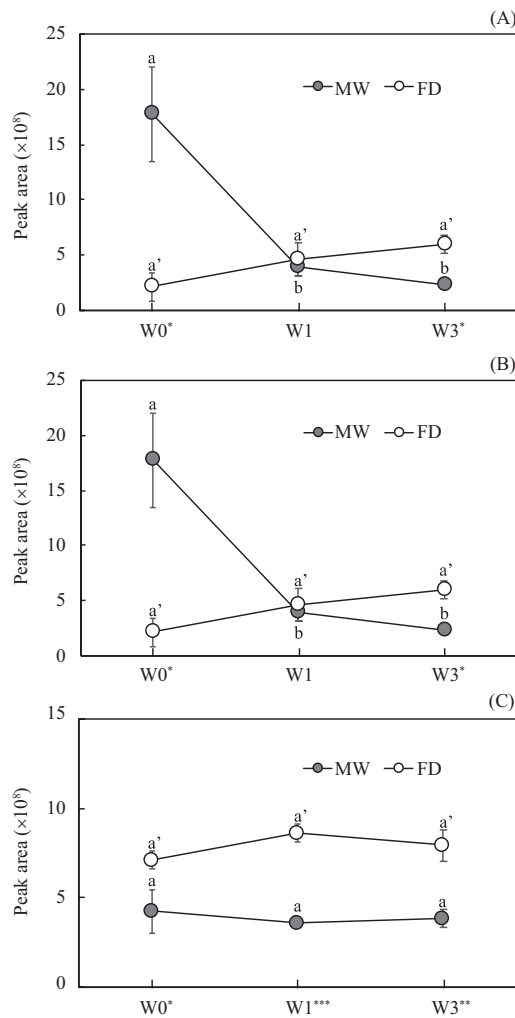 (A)
25
20
15
10
5
0
Peak area (×10⁸)
MW FD
a
a’ a’ a’
b b
W0* W1 W3*
(B)
25
20
15
10
5
0
Peak area (×10⁸)
MW FD
a
a’ a’ a’
b b
W0* W1 W3*
(C)
15
10
5
0
Peak area (×10⁸)
MW FD
a’ a’ a’
a a a
W0* W1*** W3**